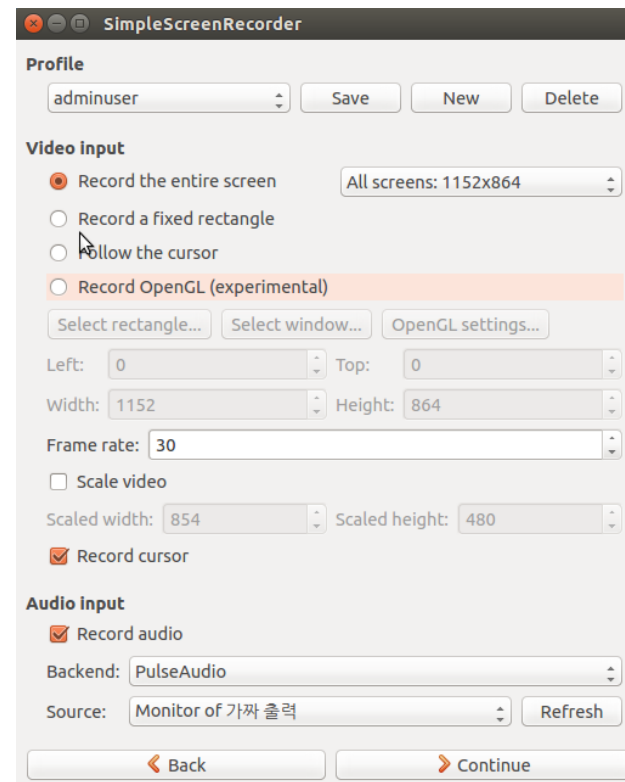 SimpleScreenRecorder
Profile
adminuser Save New Delete
Video input
Record the entire screen All screens: 1152x864
Record a fixed rectangle
Follow the cursor
Record OpenGL (experimental)
Select rectangle... Select window... OpenGL settings...
Left: 0 Top: 0
Width: 1152 Height: 864
Frame rate: 30
Scale video
Scaled width: 854 Scaled height: 480
Record cursor
Audio input
Record audio
Backend: PulseAudio
Source: Monitor of 가짜 출력 Refresh
Back Continue